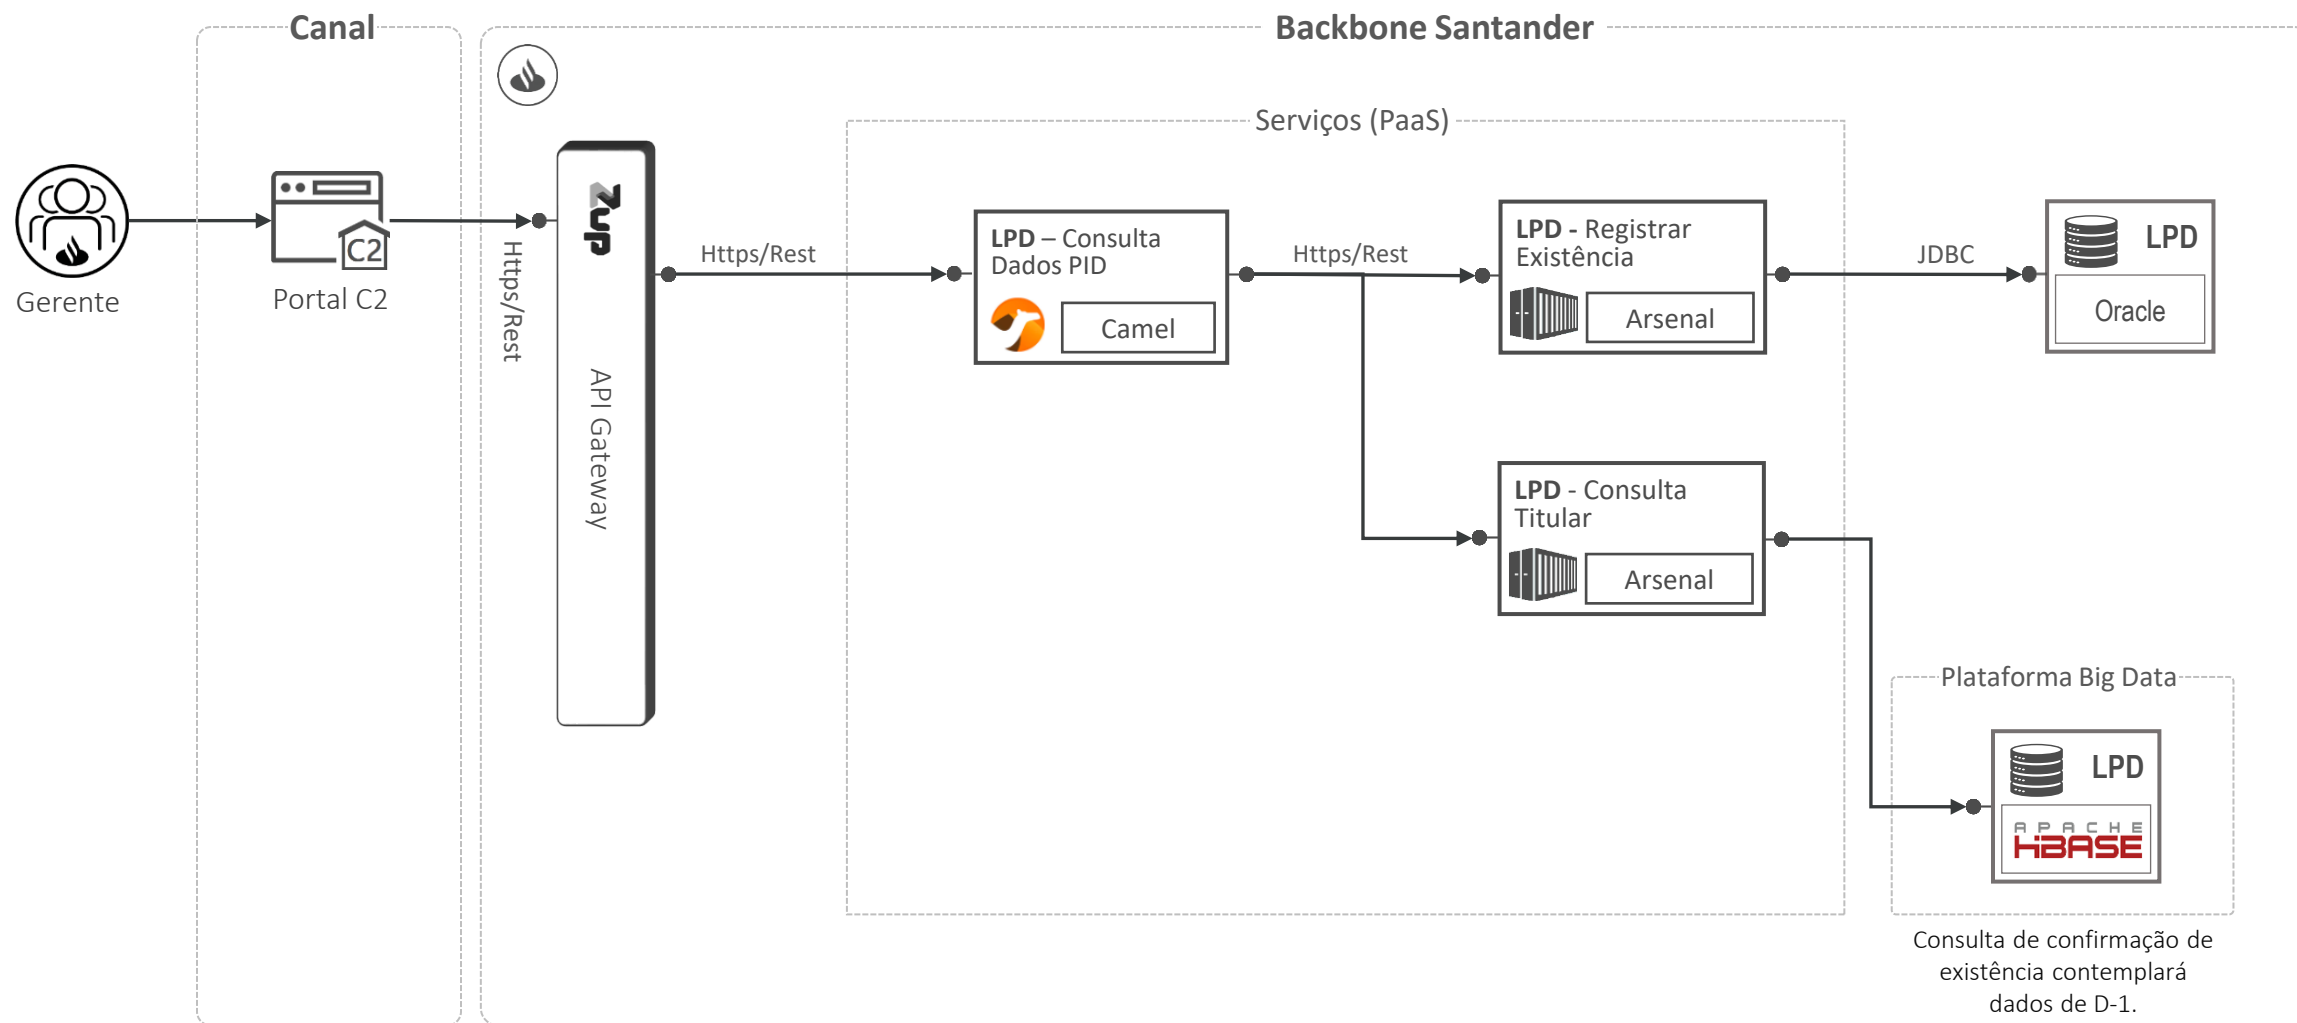 Canal
Backbone Santander
Serviços (PaaS)
Gerente
C2
Portal C2
Https/Rest
Zup
API Gateway
Https/Rest
LPD – Consulta
Dados PID
Camel
Https/Rest
LPD - Registrar
Existência
Arsenal
JDBC
LPD
Oracle
LPD - Consulta
Titular
Arsenal
Plataforma Big Data
LPD
APACHE
HBASE
Consulta de confirmação de
existência contemplará
dados de D-1.